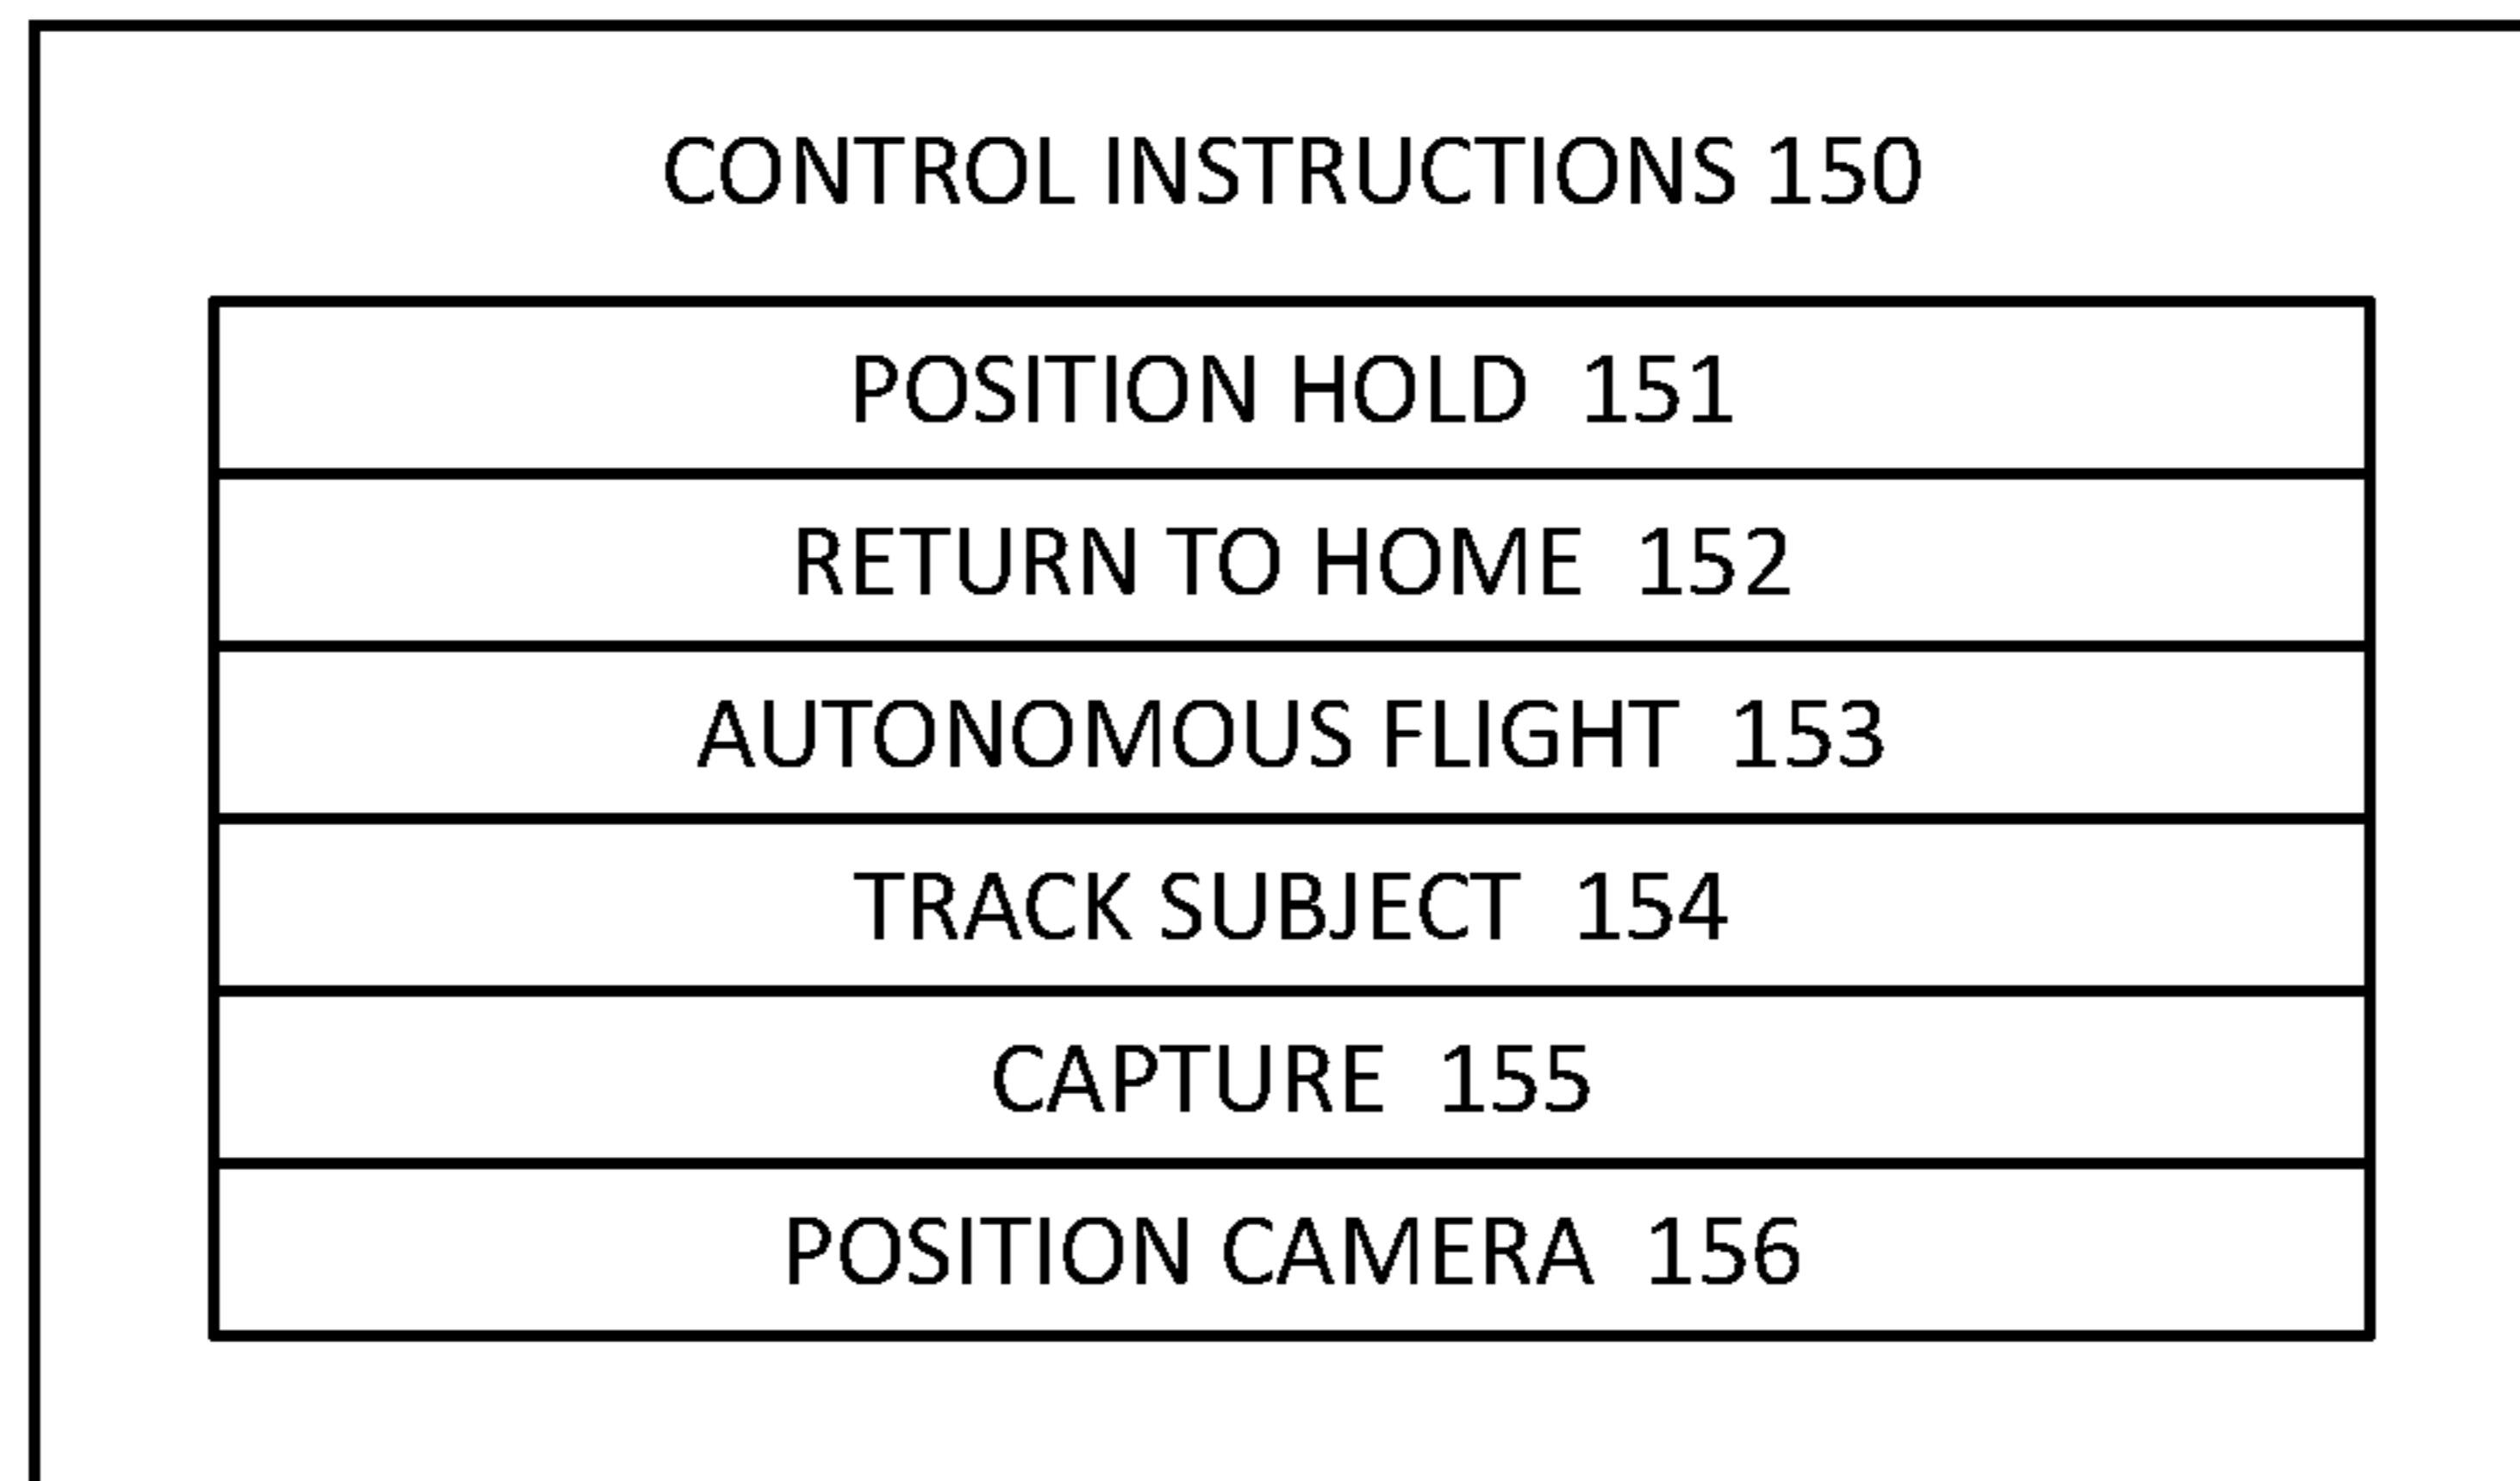 CONTROL INSTRUCTIONS 150
POSITION HOLD 151
RETURN TO HOME 152
AUTONOMOUS FLIGHT 153
TRACK SUBJECT 154
CAPTURE 155
POSITION CAMERA 156